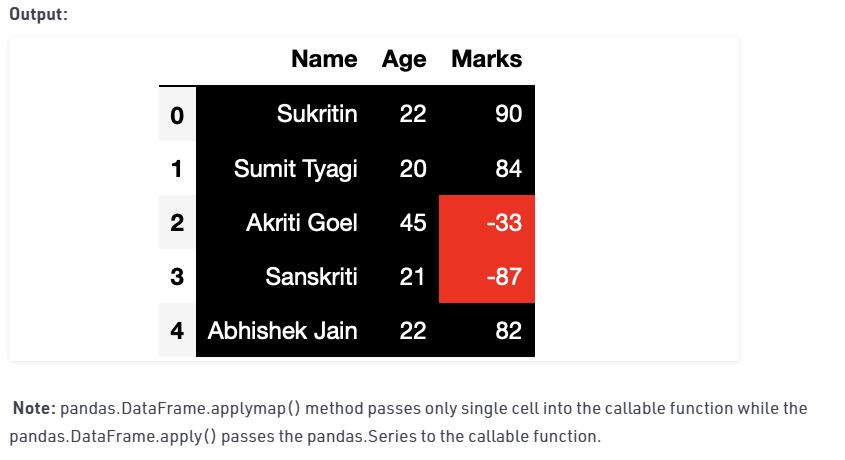 Output:
Name Age Marks
0 Sukritin 22 90
1 Sumit Tyagi 20 84
2 Akriti Goel 45 -33
3 Sanskriti 21 -87
4 Abhishek Jain 22 82
Note: pandas.DataFrame.applymap() method passes only single cell into the callable function while the
pandas.DataFrame.apply() passes the pandas.Series to the callable function.